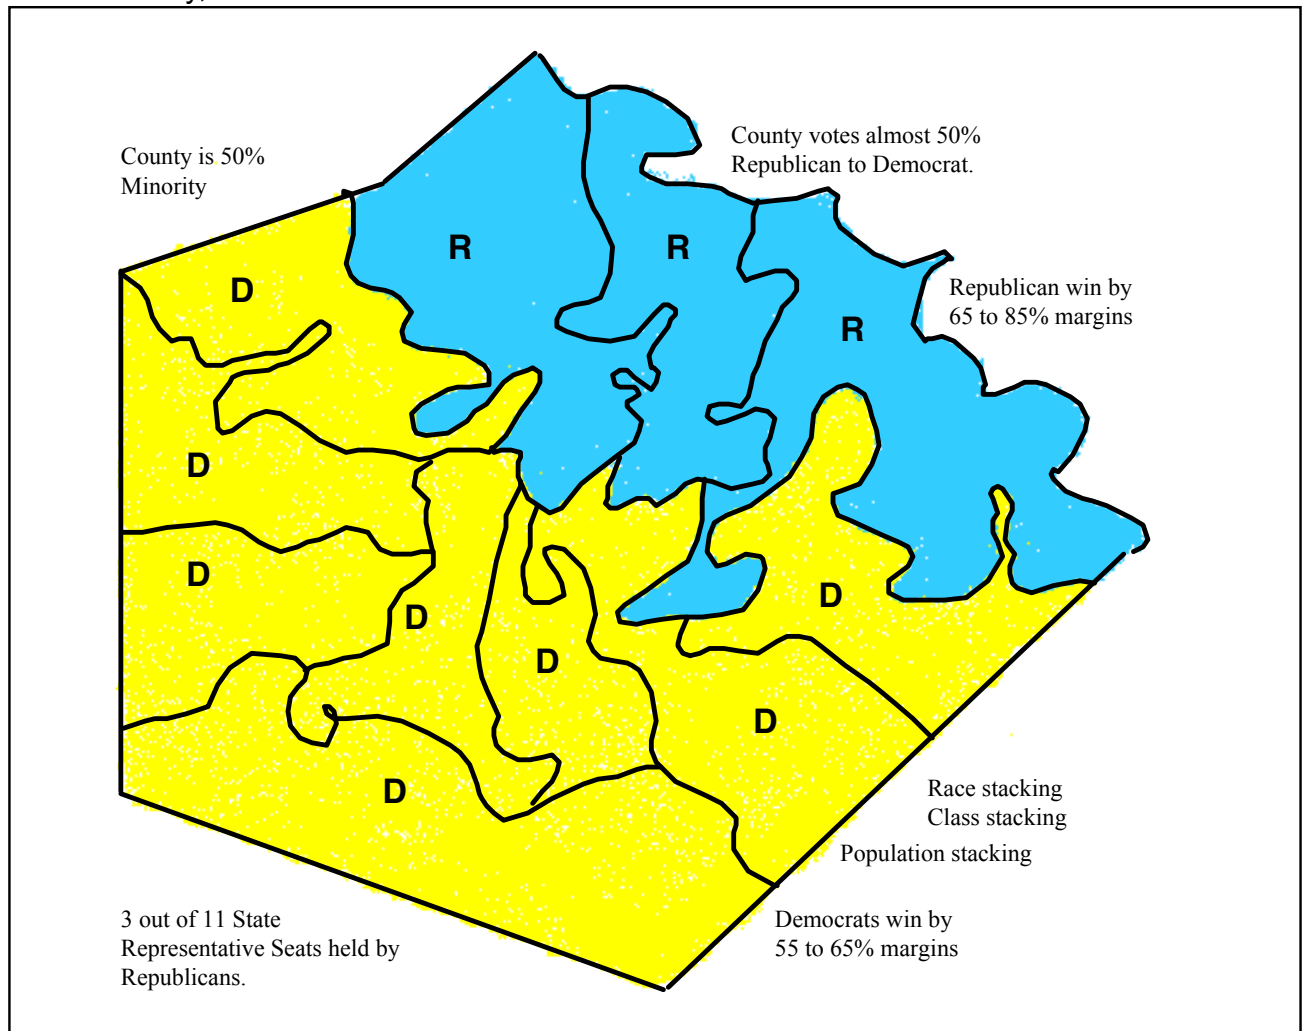 County is 50%
Minority
County votes almost 50%
Republican to Democrat.
R
R
D
Republican win by
65 to 85% margins
R
D
D
D
D
D
D
D
Race stacking
Class stacking
Population stacking
3 out of 11 State
Representative Seats held by
Republicans.
Democrats win by
55 to 65% margins